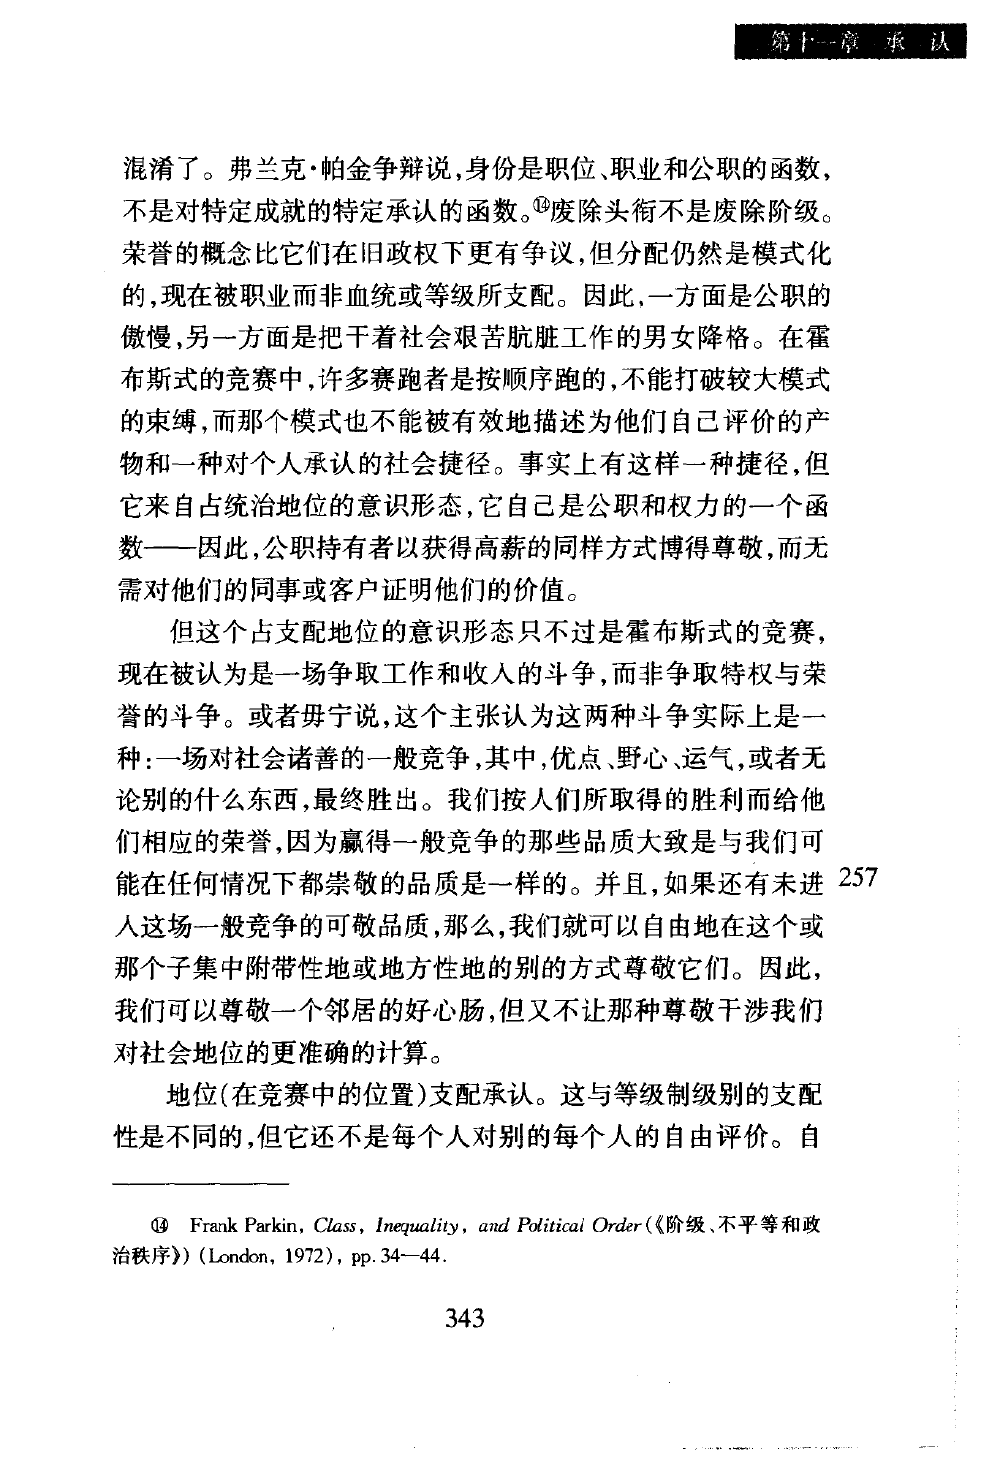 第十一章 承 认
混淆了。弗兰克·帕金争辩说,身份是职位、职业和公职的函数,
不是对特定成就的特定承认的函数。⑭废除头衔不是废除阶级。
荣誉的概念比它们在旧政权下更有争议,但分配仍然是模式化
的,现在被职业而非血统或等级所支配。因此,一方面是公职的
傲慢,另一方面是把干着社会艰苦肮脏工作的男女降格。在霍
布斯式的竞赛中,许多赛跑者是按顺序跑的,不能打破较大模式
的束缚,而那个模式也不能被有效地描述为他们自己评价的产
物和一种对个人承认的社会捷径。事实上有这样一种捷径,但
它来自占统治地位的意识形态,它自己是公职和权力的一个函
数——因此,公职持有者以获得高薪的同样方式博得尊敬,而无
需对他们的同事或客户证明他们的价值。
但这个占支配地位的意识形态只不过是霍布斯式的竞赛,
现在被认为是一场争取工作和收入的斗争,而非争取特权与荣
誉的斗争。或者毋宁说,这个主张认为这两种斗争实际上是一
种:一场对社会诸善的一般竞争,其中,优点、野心、运气,或者无
论别的什么东西,最终胜出。我们按人们所取得的胜利而给他
们相应的荣誉,因为赢得一般竞争的那些品质大致是与我们可
能在任何情况下都崇敬的品质是一样的。并且,如果还有未进 257
入这场一般竞争的可敬品质,那么,我们就可以自由地在这个或
那个子集中附带性地或地方性地的别的方式尊敬它们。因此,
我们可以尊敬一个邻居的好心肠,但又不让那种尊敬干涉我们
对社会地位的更准确的计算。
地位(在竞赛中的位置)支配承认。这与等级制级别的支配
性是不同的,但它还不是每个人对别的每个人的自由评价。自
⑭ Frank Parkin, Class, Inequality, and Political Order(《阶级、不平等和政
治秩序》) (London, 1972), pp. 34—44.
343